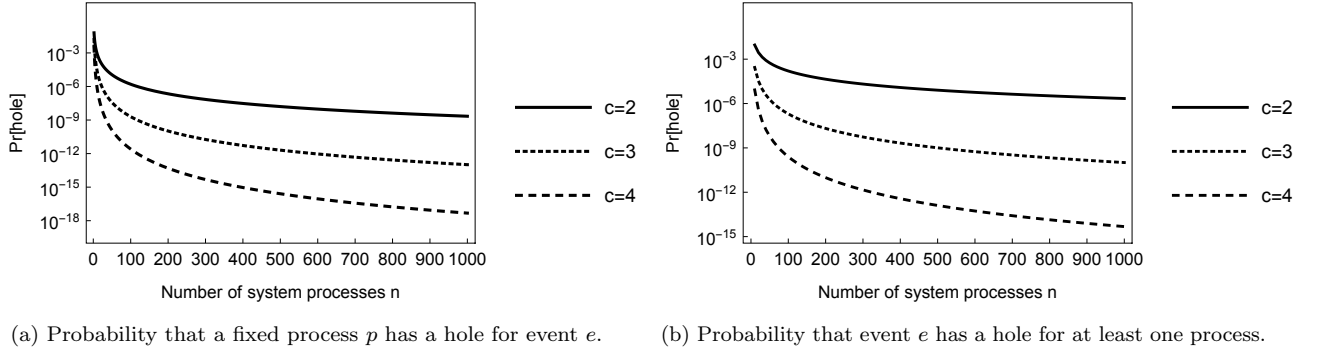 Pr[hole]
10⁻³
10⁻⁶
10⁻⁹
10⁻¹²
10⁻¹⁵
10⁻¹⁸
0 100 200 300 400 500 600 700 800 900 1000
Number of system processes n
c=2
c=3
c=4
(a) Probability that a fixed process p has a hole for event e.
Pr[hole]
10⁻³
10⁻⁶
10⁻⁹
10⁻¹²
10⁻¹⁵
0 100 200 300 400 500 600 700 800 900 1000
Number of system processes n
c=2
c=3
c=4
(b) Probability that event e has a hole for at least one process.